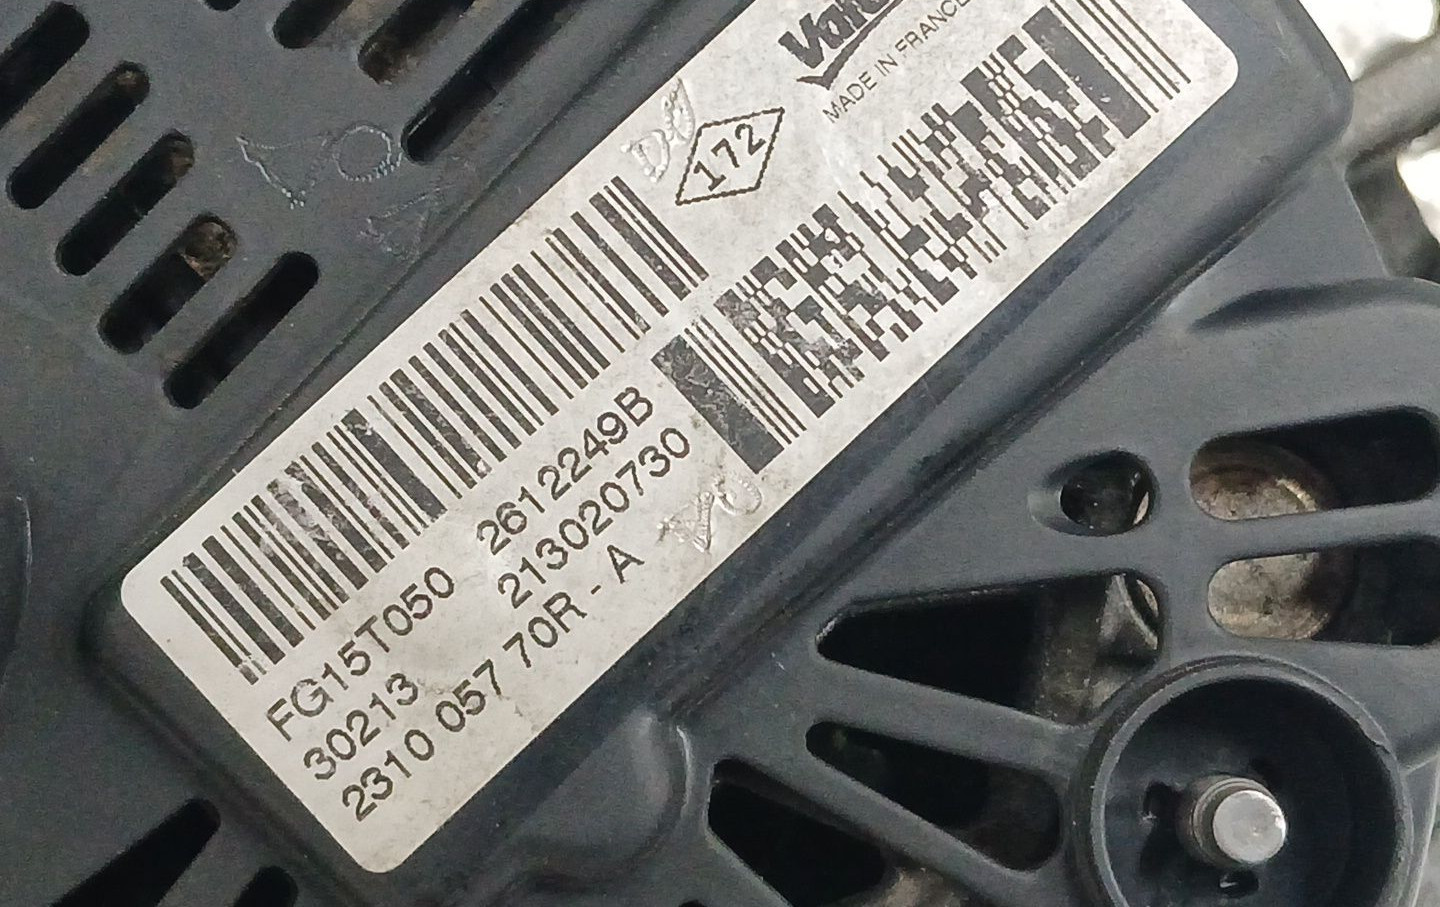 Valeo
MADE IN FRANCE
172
FG15T050 2612249B
30213 213020730
2310 057 70R - A